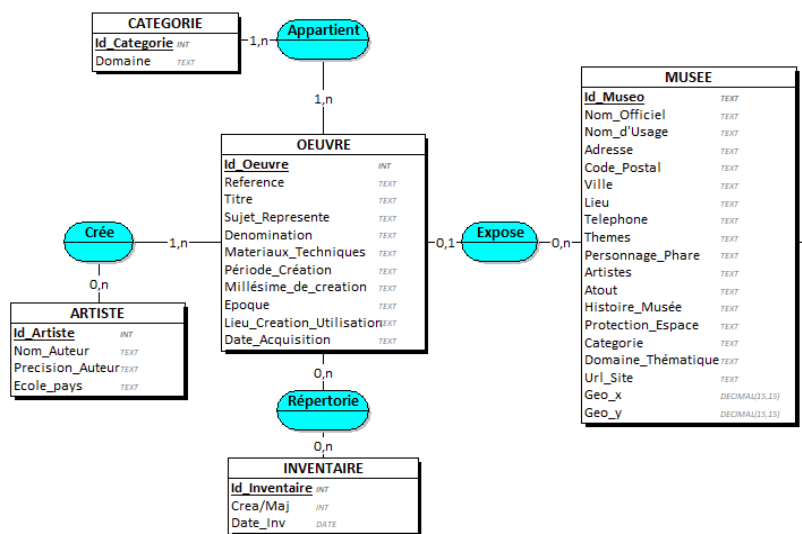 CATEGORIE
Id_Categorie INT
Domaine TEXT
1,n
Appartient
1,n
OEUVRE
Id_Oeuvre INT
Reference TEXT
Titre TEXT
Sujet_Represente TEXT
Denomination TEXT
Materiaux_Techniques TEXT
Période_Création TEXT
Millésime_de_creation TEXT
Epoque TEXT
Lieu_Creation_Utilisation TEXT
Date_Acquisition TEXT
Crée
1,n
0,n
ARTISTE
Id_Artiste INT
Nom_Auteur TEXT
Precision_Auteur TEXT
Ecole_pays TEXT
0,1
Expose
0,n
MUSEE
Id_Museo TEXT
Nom_Officiel TEXT
Nom_d'Usage TEXT
Adresse TEXT
Code_Postal TEXT
Ville TEXT
Lieu TEXT
Telephone TEXT
Themes TEXT
Personnage_Phare TEXT
Artistes TEXT
Atout TEXT
Histoire_Musée TEXT
Protection_Espace TEXT
Categorie TEXT
Domaine_Thématique TEXT
Url_Site TEXT
Geo_x DECIMAL(15,15)
Geo_y DECIMAL(15,15)
0,n
Répertorie
0,n
INVENTAIRE
Id_Inventaire INT
Crea/Maj INT
Date_Inv DATE